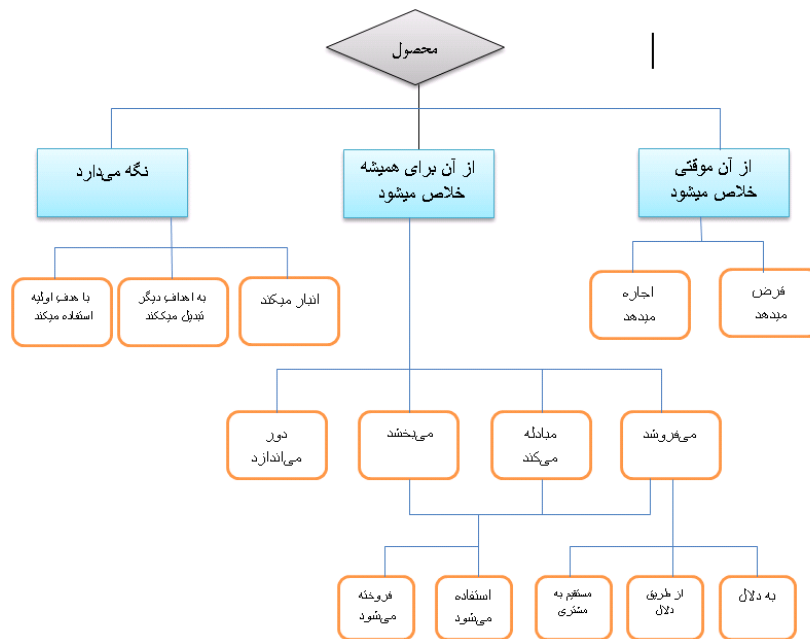 محصول
از آن موقتی
خلاص میشود
از آن برای همیشه
خلاص میشود
نگه می‌دارد
قرض
میدهد
اجاره
میدهد
انبار میکند
به اهداف دیگر
تبدیل میککند
با هدف اولیه
استفاده میکند
می‌فروشد
مبادله
می‌کند
می‌بخشد
دور
می‌اندازد
به دلال
از طریق
دلال
مستقیم به
مشتری
استفاده
می‌شود
فروخته
می‌شود